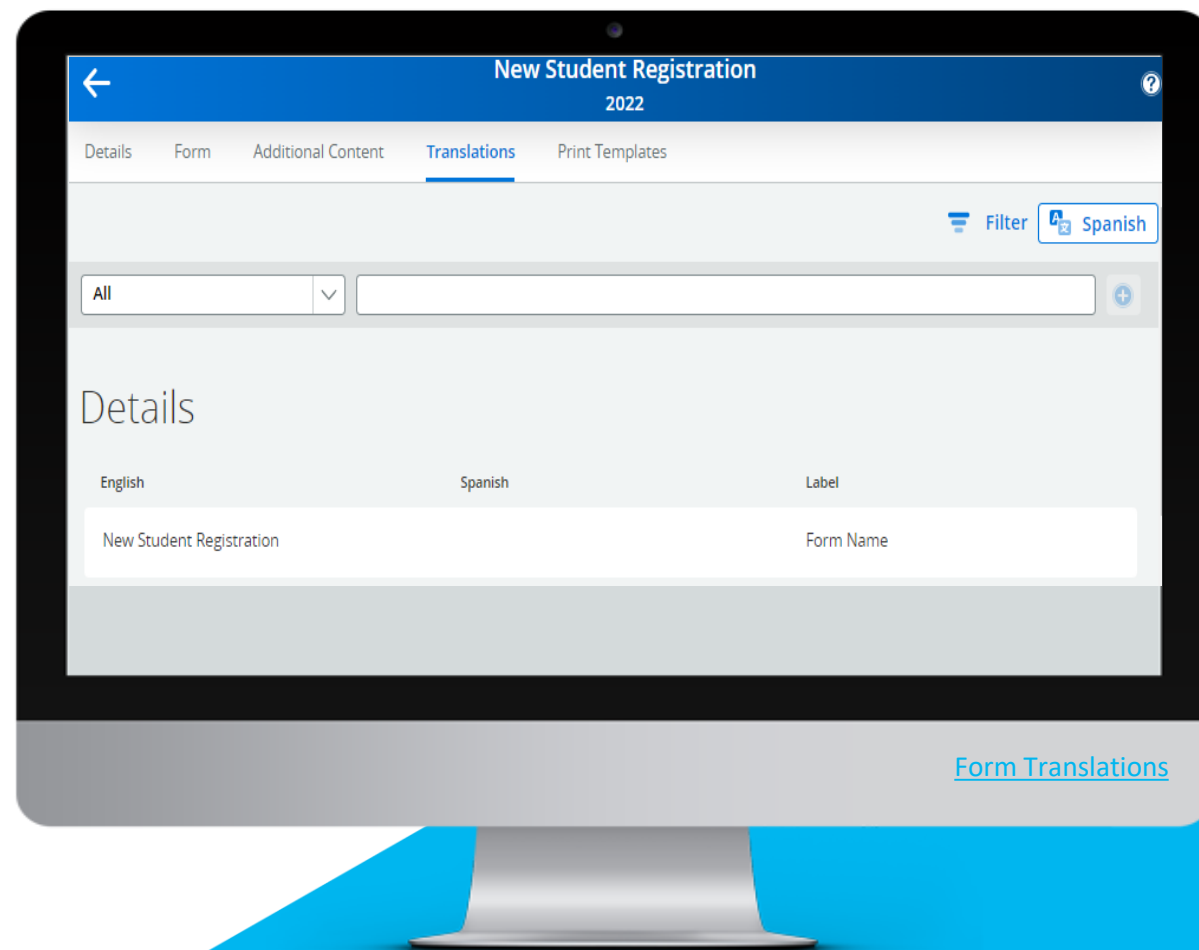 New Student Registration
2022
Details Form Additional Content Translations Print Templates
Filter Spanish
All
Details
English Spanish Label
New Student Registration Form Name
Form Translations